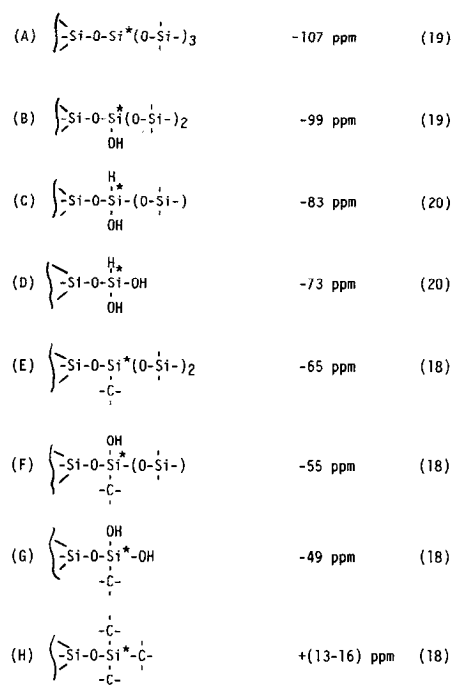 (A) -Si-O-Si*(O-Si-)3 -107 ppm (19)
(B) -Si-O-Si*(O-Si-)2 -99 ppm (19)
OH
H
(C) -Si-O-Si*-(O-Si-) -83 ppm (20)
OH
H
(D) -Si-O-Si*-OH -73 ppm (20)
OH
(E) -Si-O-Si*(O-Si-)2 -65 ppm (18)
-C-
OH
(F) -Si-O-Si*-(O-Si-) -55 ppm (18)
-C-
OH
(G) -Si-O-Si*-OH -49 ppm (18)
-C-
-C-
(H) -Si-O-Si*-C- +(13-16) ppm (18)
-C-